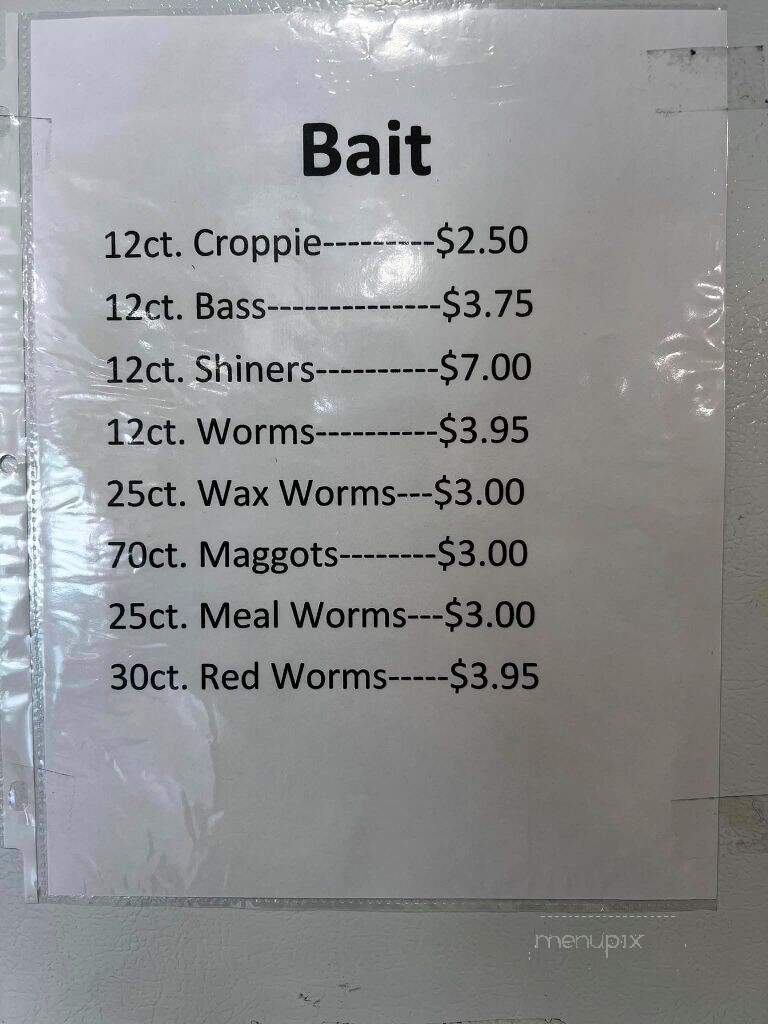 Bait
12ct. Croppie---------$2.50
12ct. Bass--------------$3.75
12ct. Shiners----------$7.00
12ct. Worms----------$3.95
25ct. Wax Worms---$3.00
70ct. Maggots--------$3.00
25ct. Meal Worms---$3.00
30ct. Red Worms-----$3.95
menupix